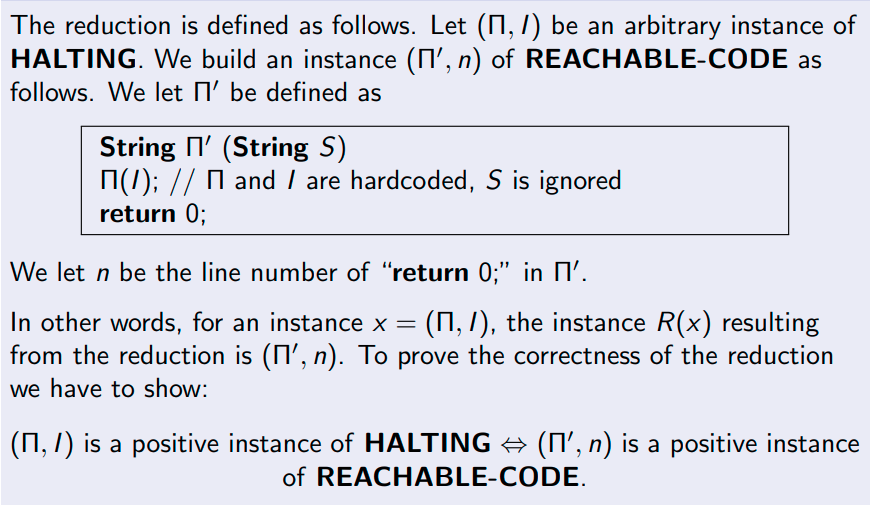 The reduction is defined as follows. Let (Π, I) be an arbitrary instance of
HALTING. We build an instance (Π′, n) of REACHABLE-CODE as
follows. We let Π′ be defined as
String Π′ (String S)
Π(I); // Π and I are hardcoded, S is ignored
return 0;
We let n be the line number of “return 0;” in Π′.
In other words, for an instance x = (Π, I), the instance R(x) resulting
from the reduction is (Π′, n). To prove the correctness of the reduction
we have to show:
(Π, I) is a positive instance of HALTING ⇔ (Π′, n) is a positive instance
of REACHABLE-CODE.